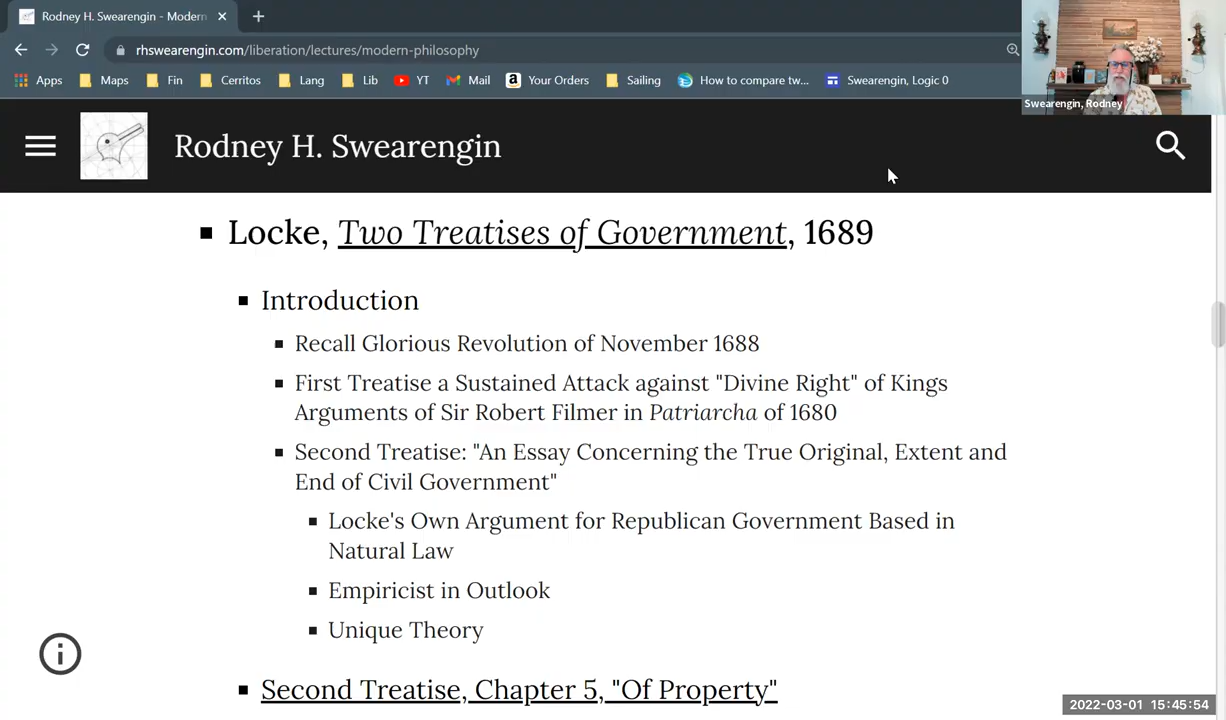 Rodney H. Swearengin - Modern
rhswearengin.com/liberation/lectures/modern-philosophy
Apps Maps Fin Cerritos Lang Lib YT Mail Your Orders Sailing How to compare tw... Swearengin, Logic 0
Swearengin, Rodney
Rodney H. Swearengin
Locke, Two Treatises of Government, 1689
Introduction
Recall Glorious Revolution of November 1688
First Treatise a Sustained Attack against "Divine Right" of Kings
Arguments of Sir Robert Filmer in Patriarcha of 1680
Second Treatise: "An Essay Concerning the True Original, Extent and
End of Civil Government"
Locke's Own Argument for Republican Government Based in
Natural Law
Empiricist in Outlook
Unique Theory
Second Treatise, Chapter 5, "Of Property"
2022-03-01 15:45:54